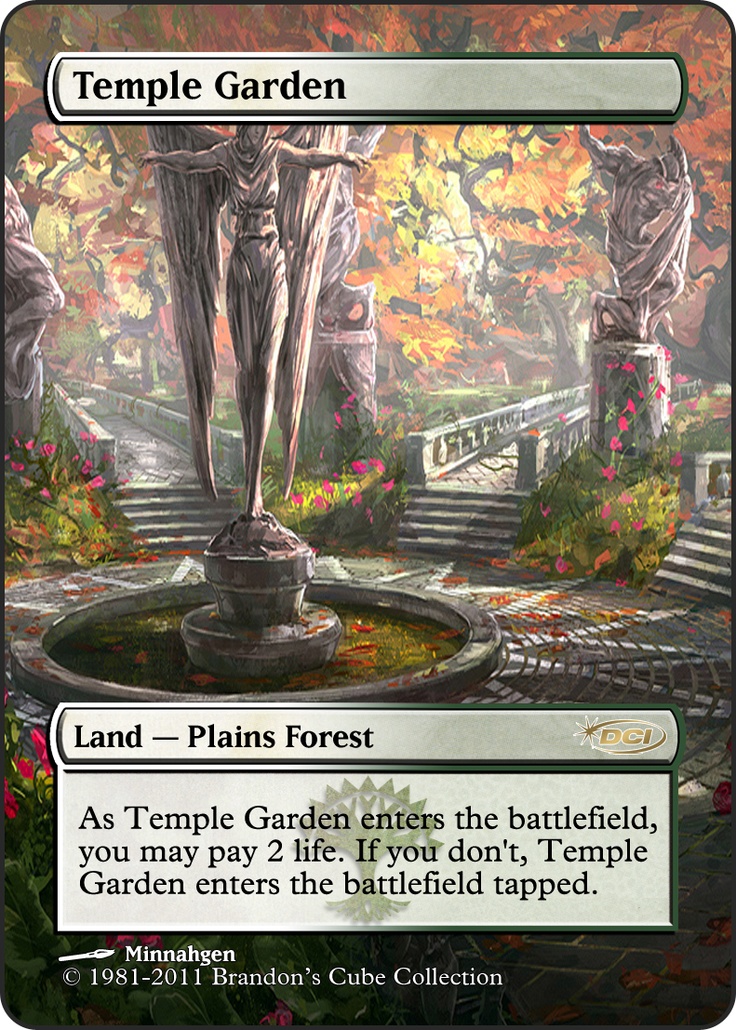 Temple Garden
Land — Plains Forest
DCI
As Temple Garden enters the battlefield,
you may pay 2 life. If you don't, Temple
Garden enters the battlefield tapped.
Minnahgen
© 1981-2011 Brandon's Cube Collection